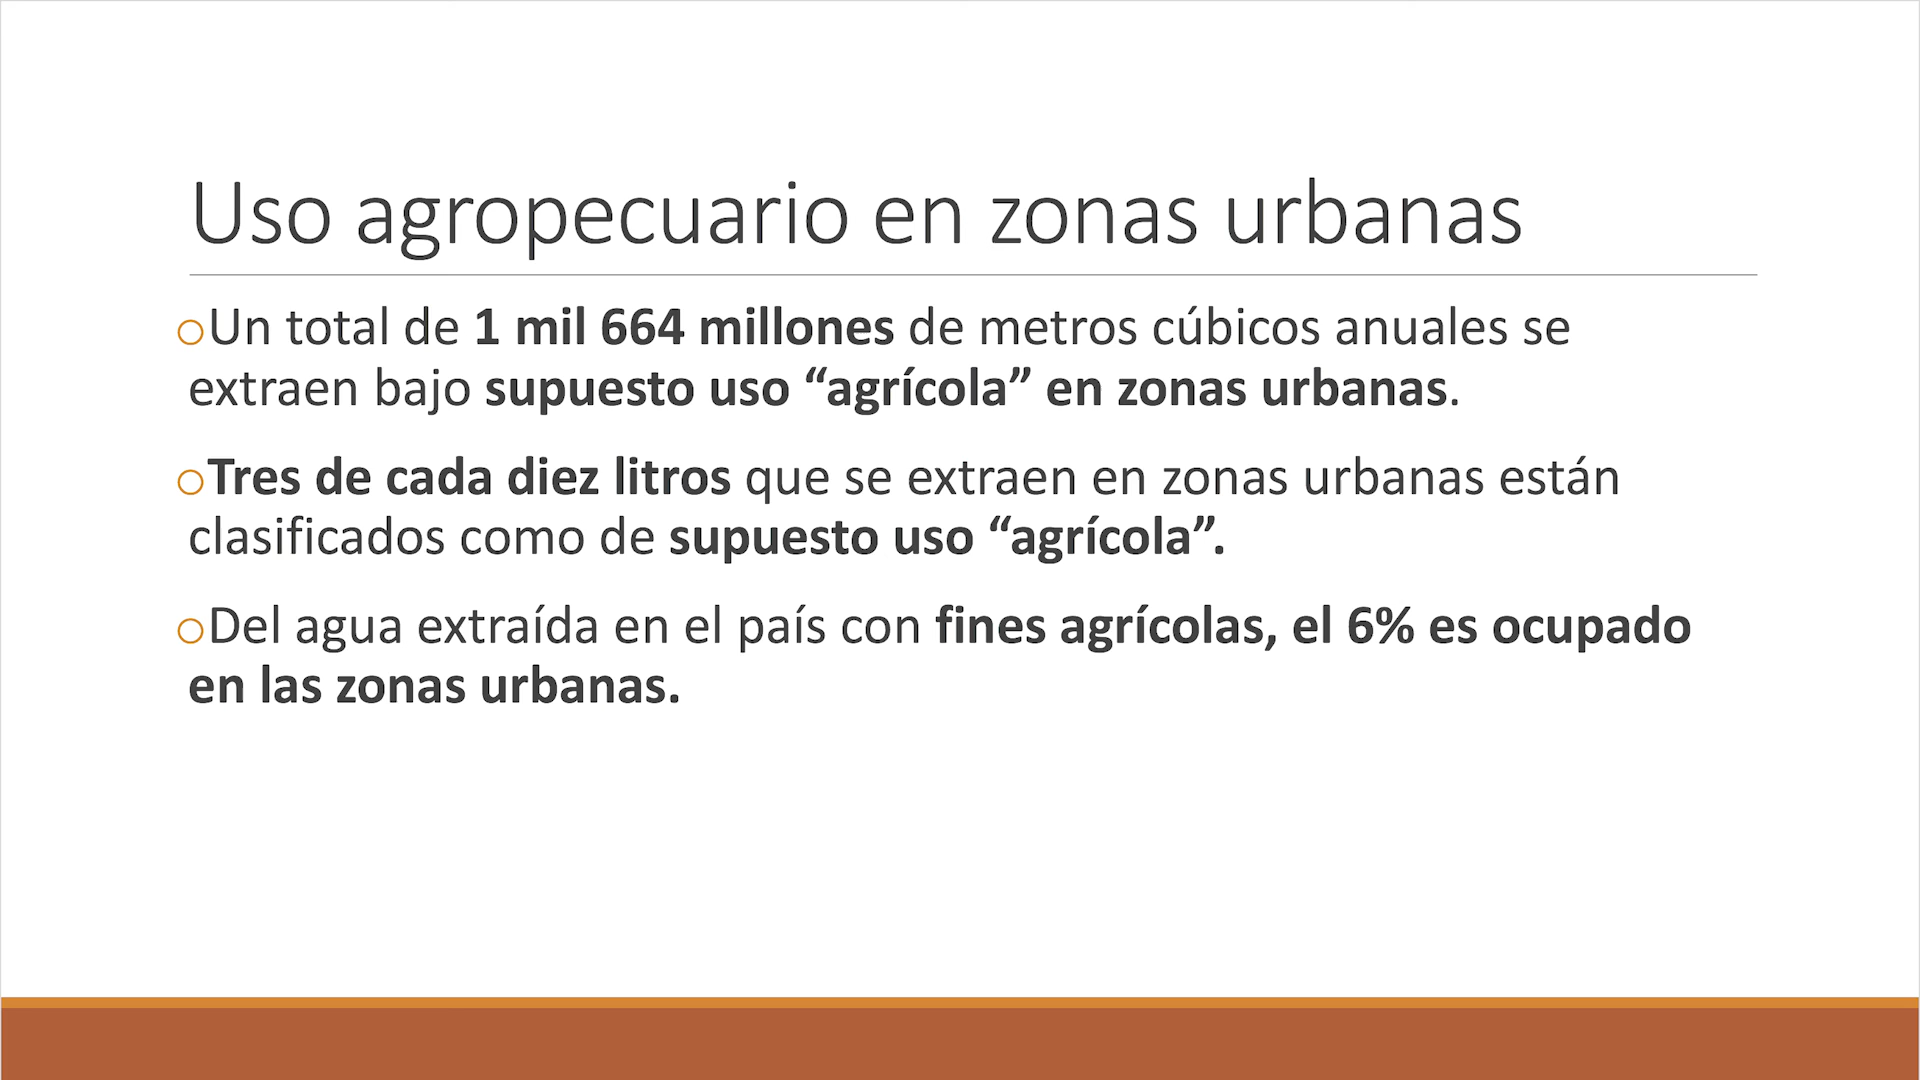 Uso agropecuario en zonas urbanas
oUn total de 1 mil 664 millones de metros cúbicos anuales se
extraen bajo supuesto uso “agrícola” en zonas urbanas.
oTres de cada diez litros que se extraen en zonas urbanas están
clasificados como de supuesto uso “agrícola”.
oDel agua extraída en el país con fines agrícolas, el 6% es ocupado
en las zonas urbanas.